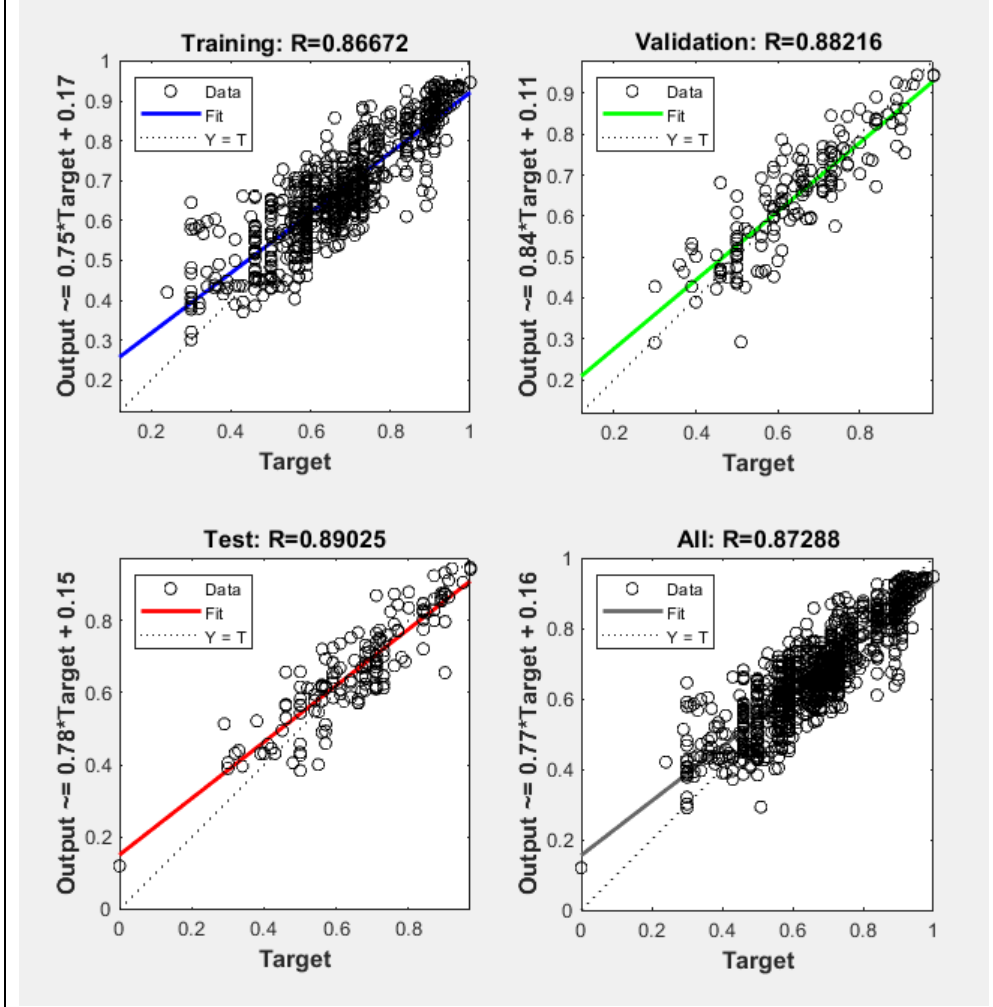 Training: R=0.86672
Output ~= 0.75*Target + 0.17
1
0.9
0.8
0.7
0.6
0.5
0.4
0.3
0.2
Data
Fit
Y = T
0.2 0.4 0.6 0.8 1
Target
Validation: R=0.88216
Output ~= 0.84*Target + 0.11
0.9
0.8
0.7
0.6
0.5
0.4
0.3
0.2
Data
Fit
Y = T
0.2 0.4 0.6 0.8
Target
Test: R=0.89025
Output ~= 0.78*Target + 0.15
0.8
0.6
0.4
0.2
0
Data
Fit
Y = T
0 0.2 0.4 0.6 0.8
Target
All: R=0.87288
Output ~= 0.77*Target + 0.16
1
0.8
0.6
0.4
0.2
0
Data
Fit
Y = T
0 0.2 0.4 0.6 0.8 1
Target